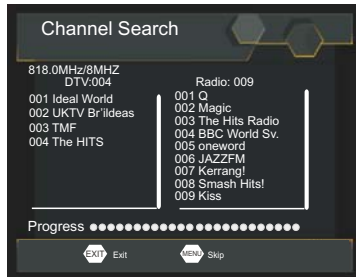 Channel Search
818.0MHz/8MHZ
DTV:004
001 Ideal World
002 UKTV Br'iIdeas
003 TMF
004 The HITS
Radio: 009
001 Q
002 Magic
003 The Hits Radio
004 BBC World Sv.
005 oneword
006 JAZZFM
007 Kerrang!
008 Smash Hits!
009 Kiss
Progress
EXIT Exit
MENU Skip